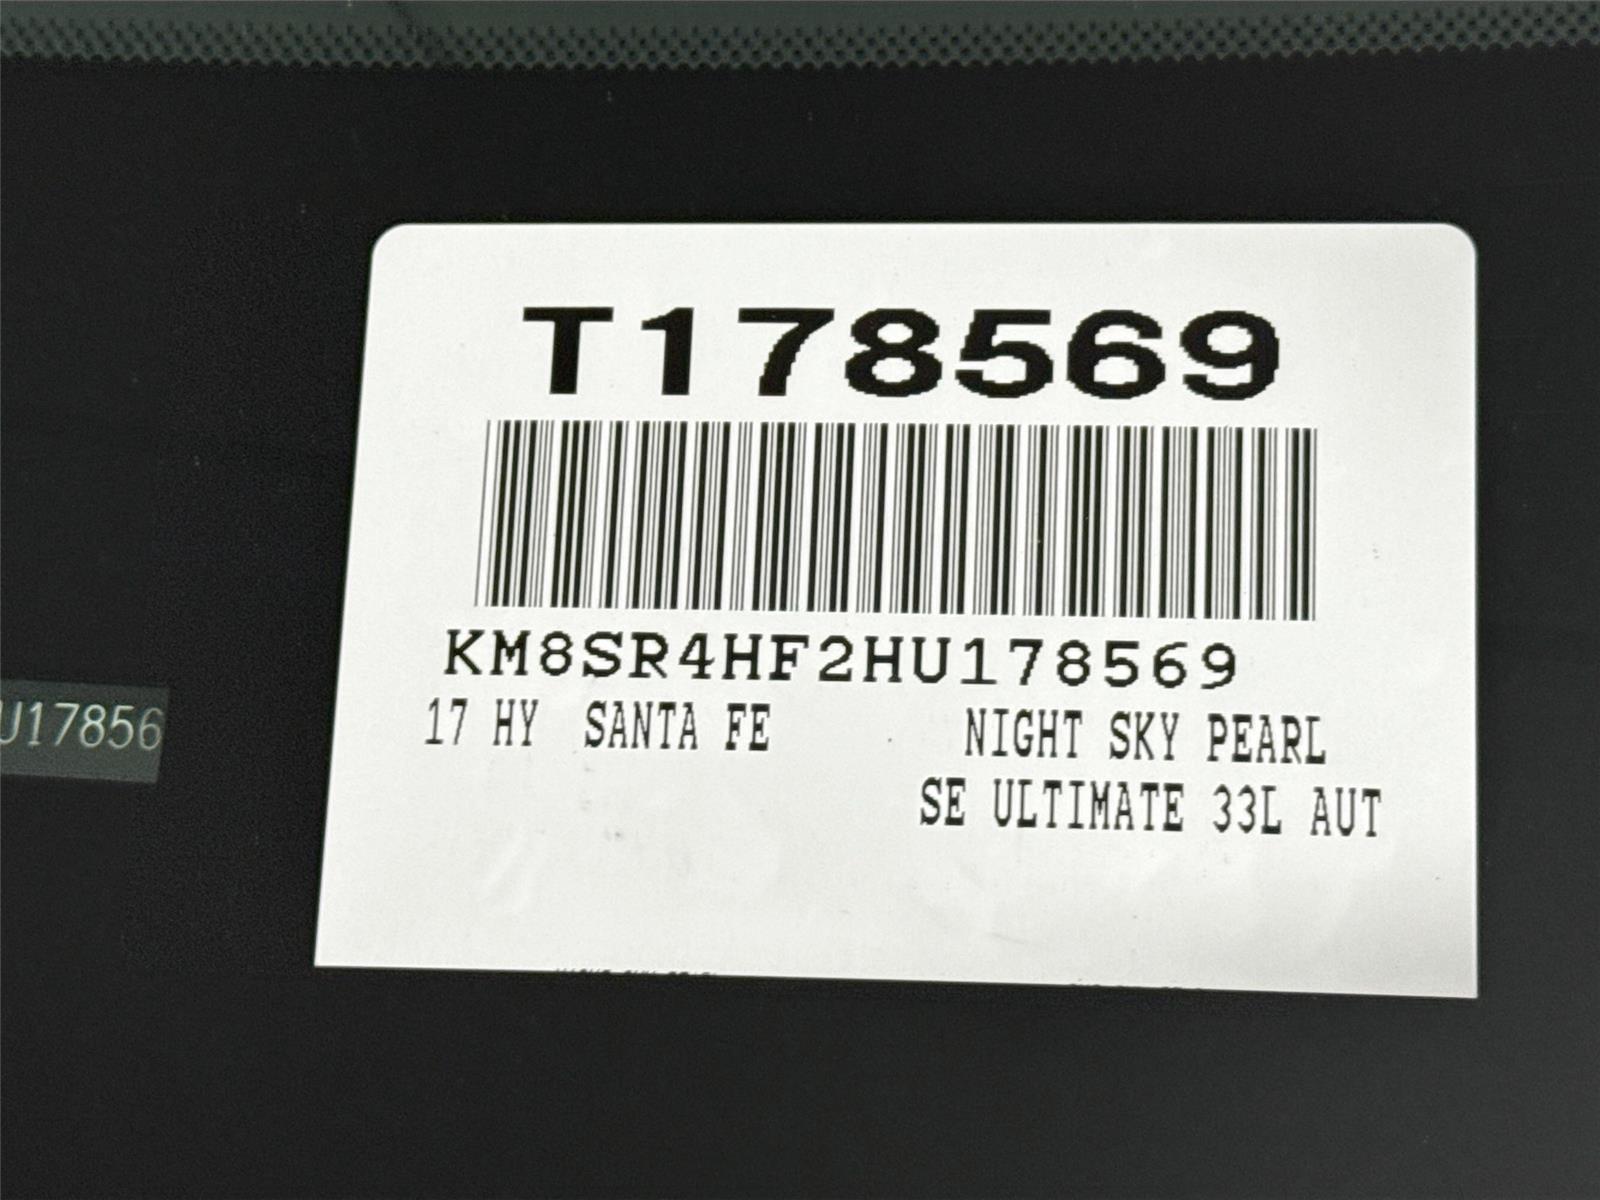 T178569
KM8SR4HF2HU178569
17 HY SANTA FE NIGHT SKY PEARL
SE ULTIMATE 33L AUT
U17856